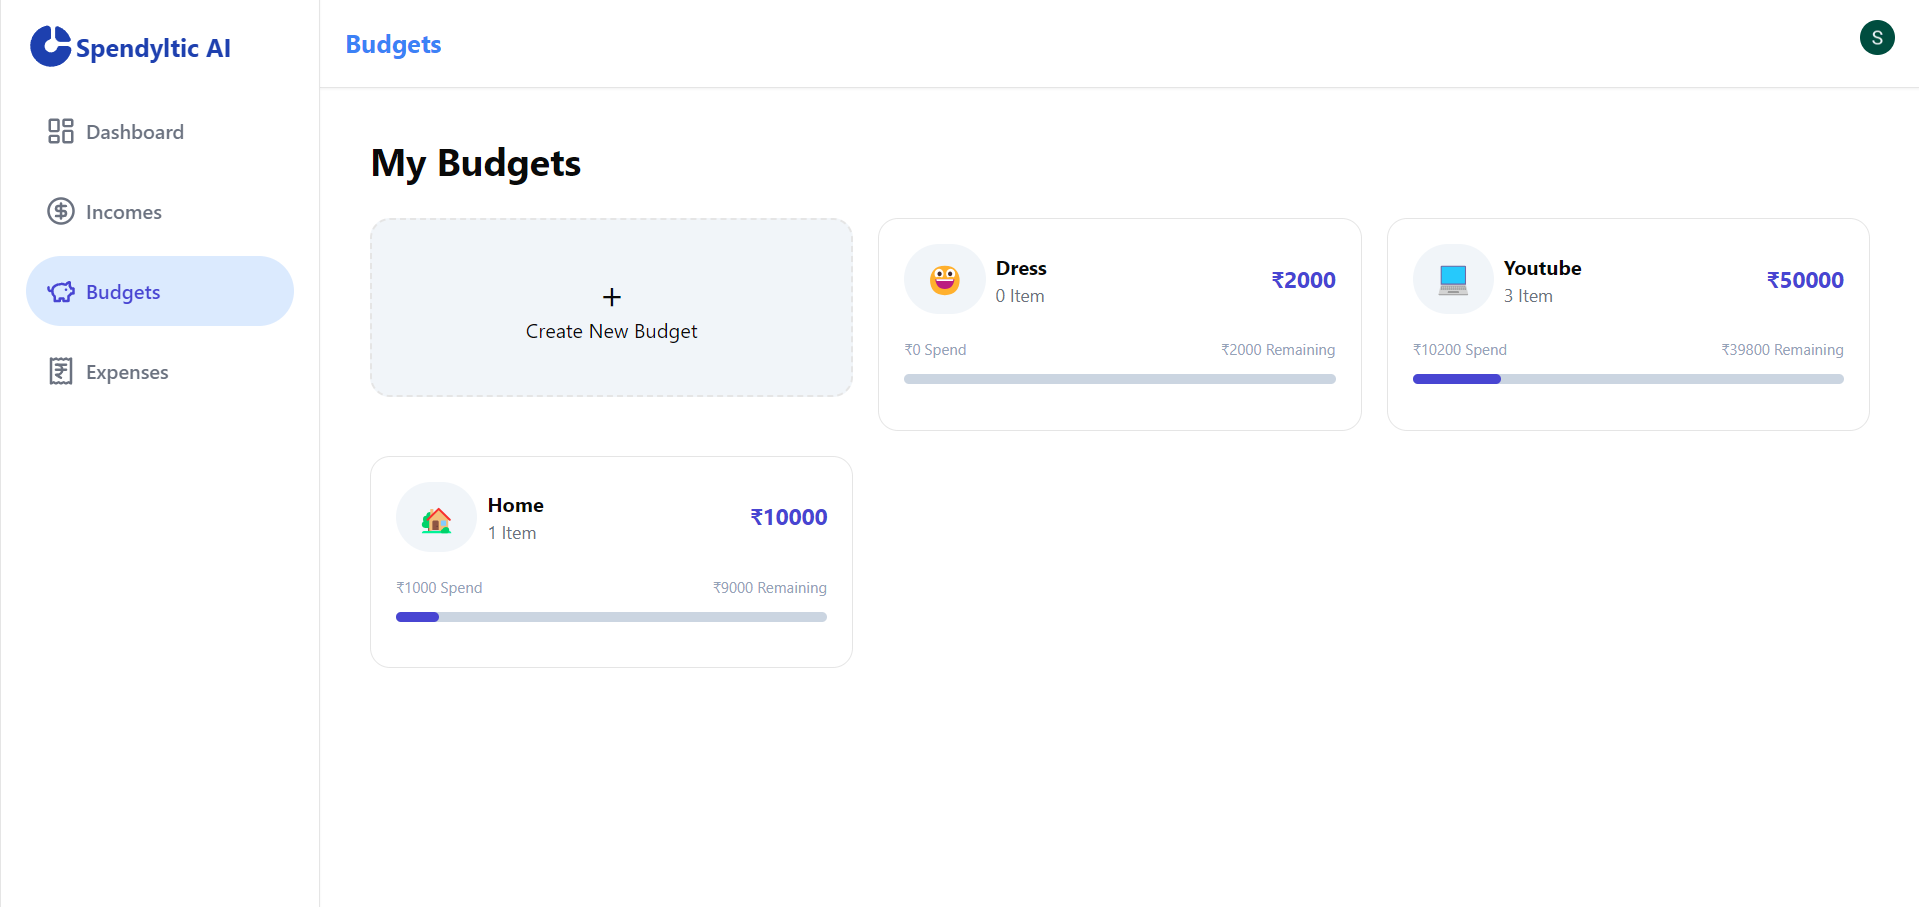 Spendyltic AI
Dashboard
Incomes
Budgets
Expenses
Budgets
S
My Budgets
+
Create New Budget
Dress
0 Item
₹2000
₹0 Spend
₹2000 Remaining
Youtube
3 Item
₹50000
₹10200 Spend
₹39800 Remaining
Home
1 Item
₹10000
₹1000 Spend
₹9000 Remaining